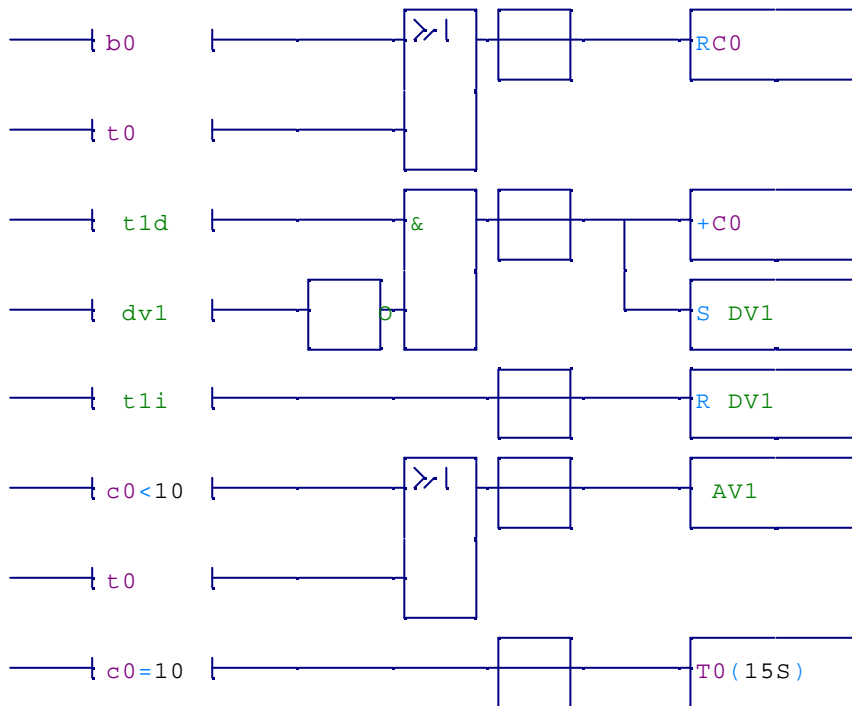 b0 ≥1 RC0
t0
t1d & +C0
dv1 O S DV1
t1i R DV1
c0<10 ≥1 AV1
t0
c0=10 T0(15S)